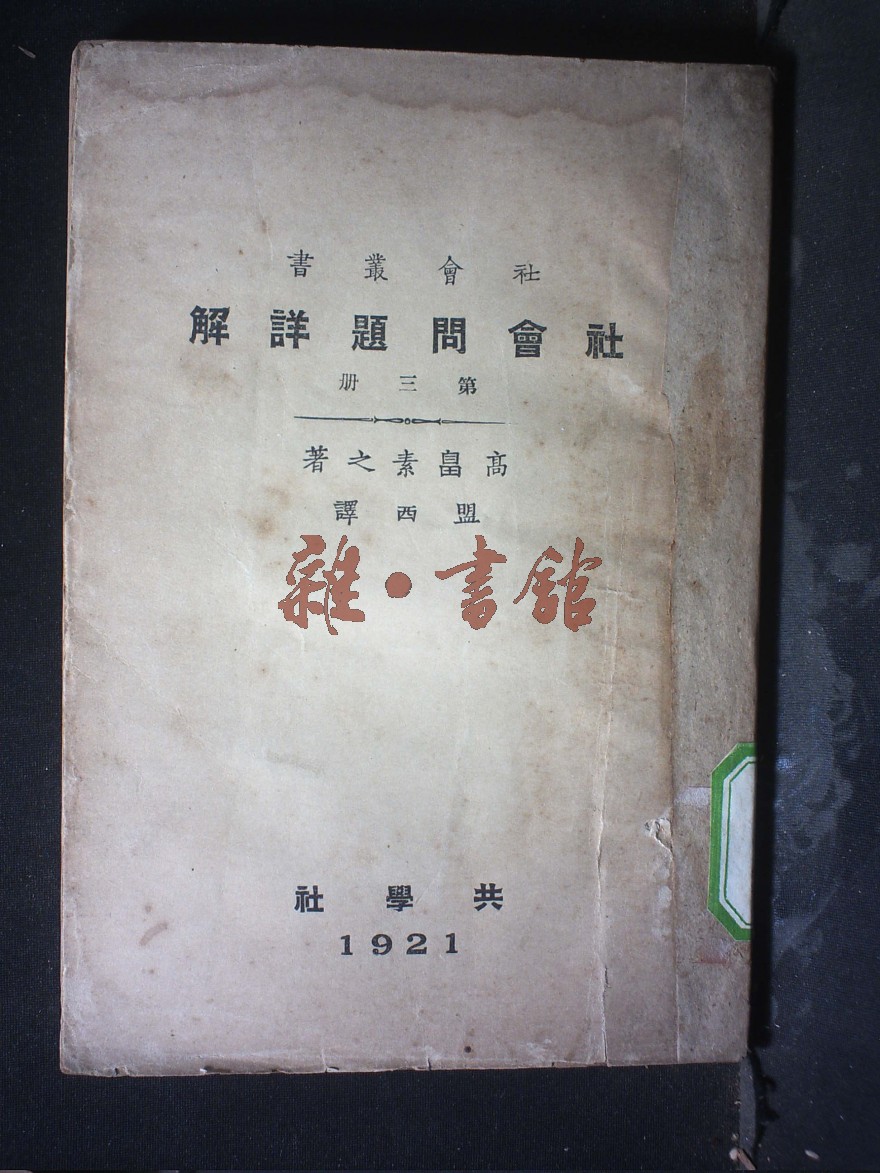 社會叢書
社會問題詳解
第三册
高畠素之著
盟西譯
雜·書館
共學社
1921